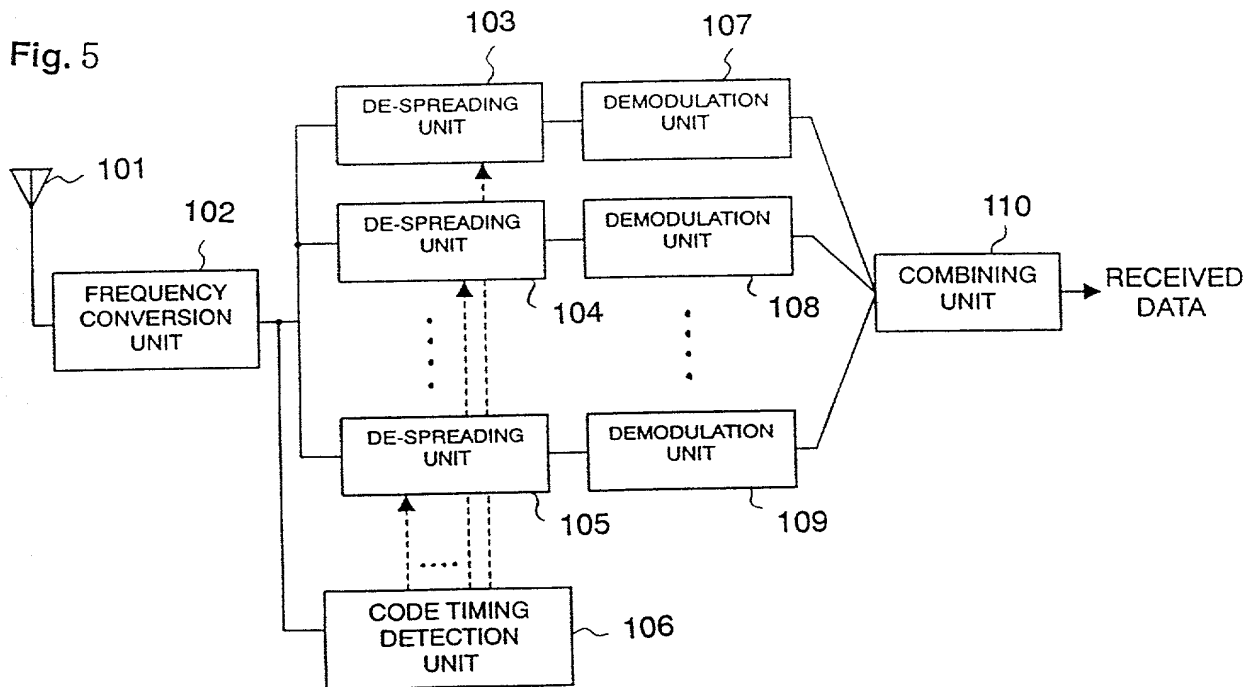 Fig. 5
103
107
DE-SPREADING
UNIT
DEMODULATION
UNIT
101
102
DE-SPREADING
UNIT
DEMODULATION
UNIT
110
FREQUENCY
CONVERSION
UNIT
104
108
COMBINING
UNIT
RECEIVED
DATA
DE-SPREADING
UNIT
DEMODULATION
UNIT
105
109
CODE TIMING
DETECTION
UNIT
106